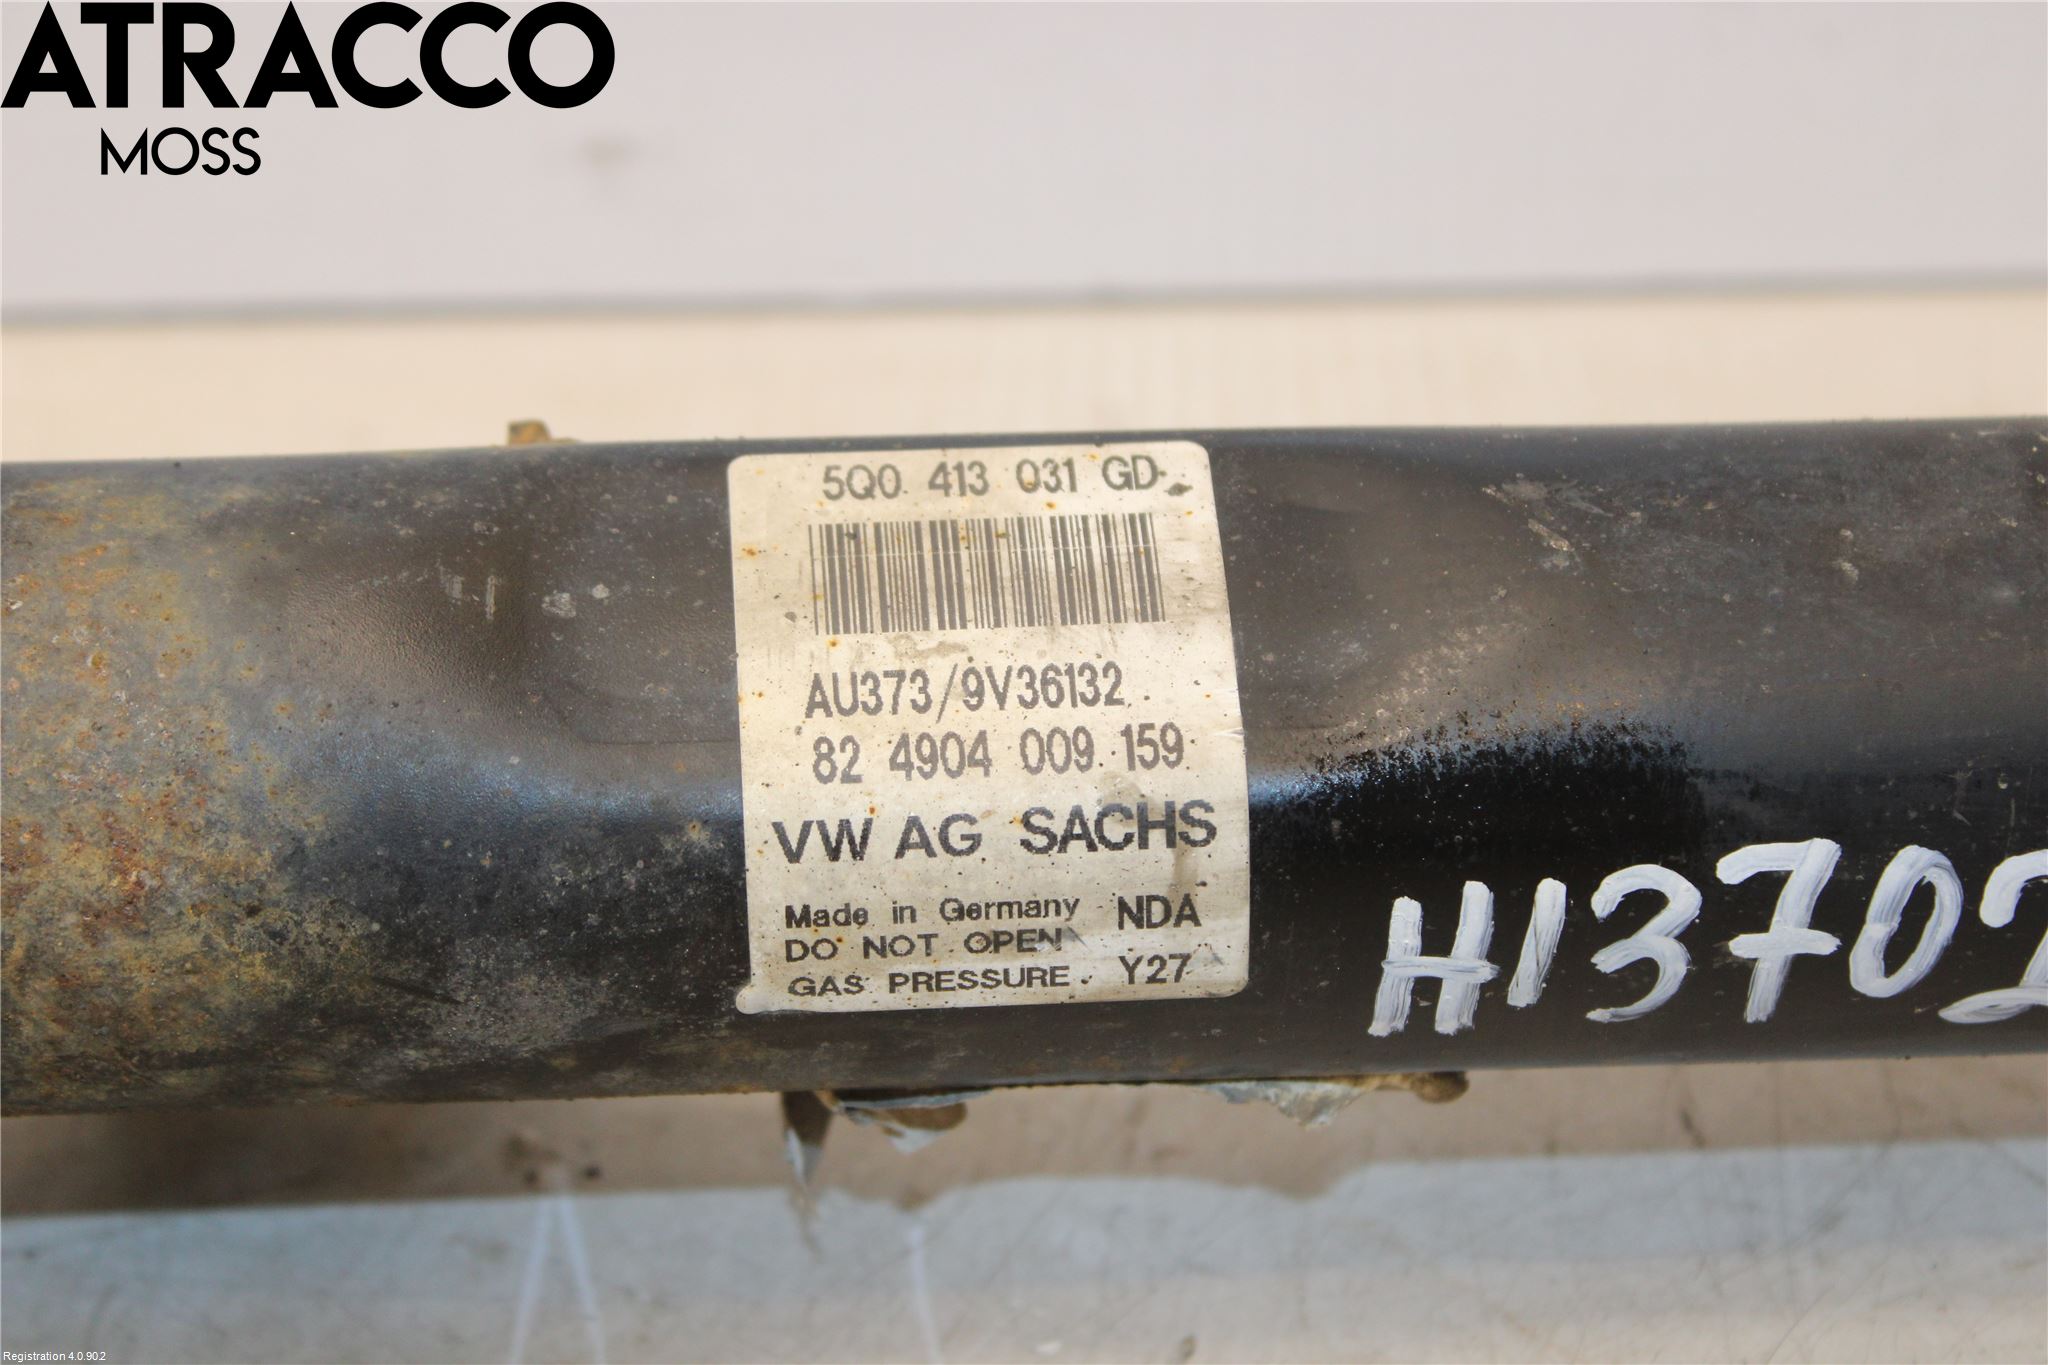 ATRACCO
MOSS
5Q0 413 031 GD
AU373/9V36132
82 4904 009 159
VW AG SACHS
Made in Germany NDA
DO NOT OPEN
GAS PRESSURE Y27
H13702
Registration 4.0.902